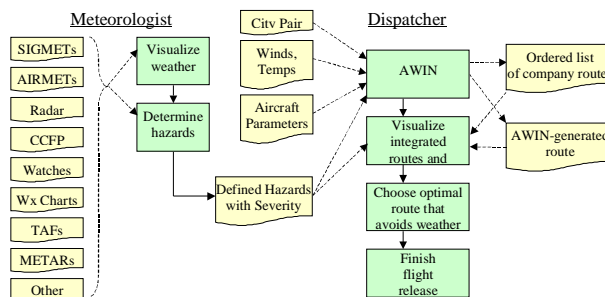 Meteorologist
SIGMETs
AIRMETs
Radar
CCFP
Watches
Wx Charts
TAFs
METARs
Other
Visualize
weather
Determine
hazards
Defined Hazards
with Severity
Dispatcher
City Pair
Winds,
Temps
Aircraft
Parameters
AWIN
Visualize
integrated
routes and
Choose optimal
route that
avoids weather
Finish
flight
release
Ordered list
of company route
AWIN-generated
route